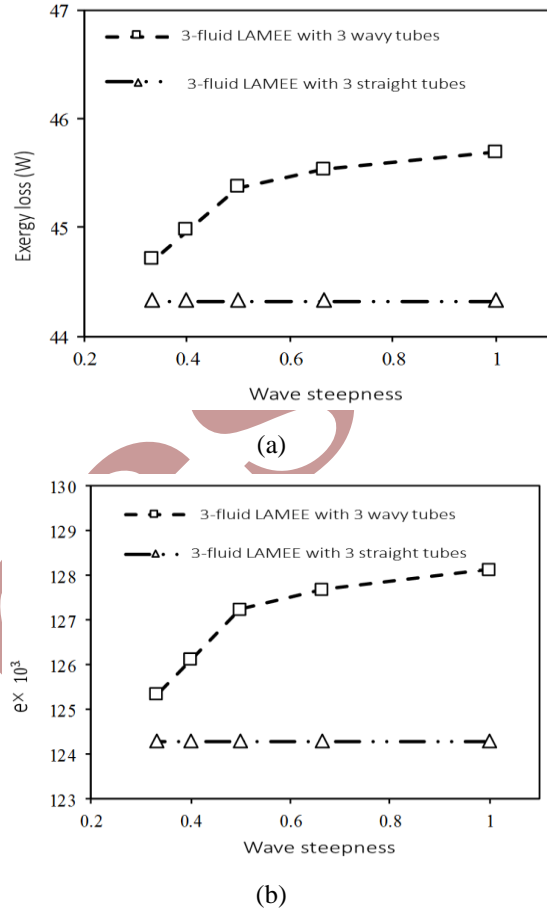 47
3-fluid LAMEE with 3 wavy tubes
3-fluid LAMEE with 3 straight tubes
46
45
44
Exergy loss (W)
0.2 0.4 0.6 0.8 1
Wave steepness
(a)
130
3-fluid LAMEE with 3 wavy tubes
129
3-fluid LAMEE with 3 straight tubes
128
127
126
125
124
123
e× 10³
0.2 0.4 0.6 0.8 1
Wave steepness
(b)